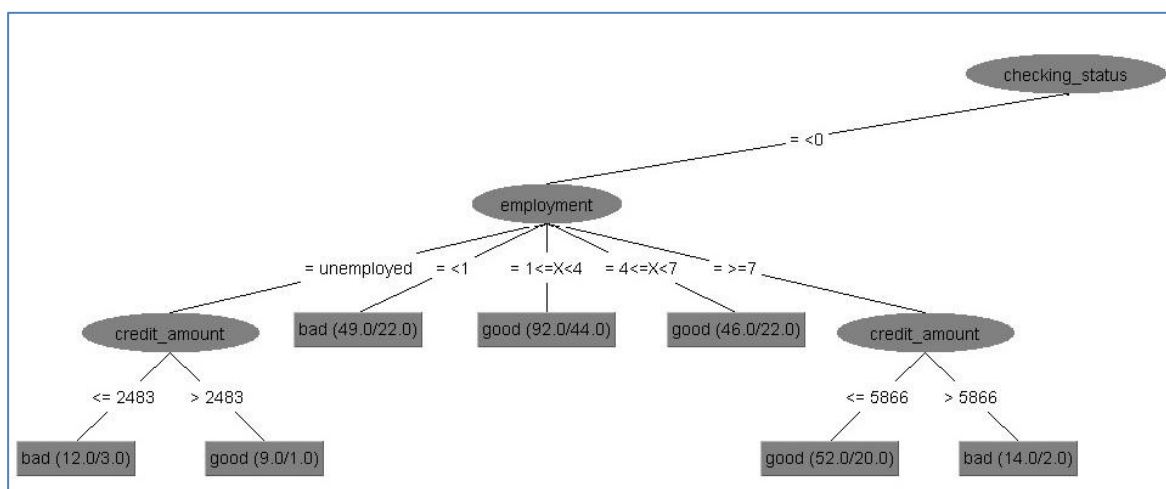 checking_status
= <0
employment
= unemployed = <1 = 1<=X<4 = 4<=X<7 = >=7
credit_amount bad (49.0/22.0) good (92.0/44.0) good (46.0/22.0) credit_amount
<= 2483 > 2483 <= 5866 > 5866
bad (12.0/3.0) good (9.0/1.0) good (52.0/20.0) bad (14.0/2.0)